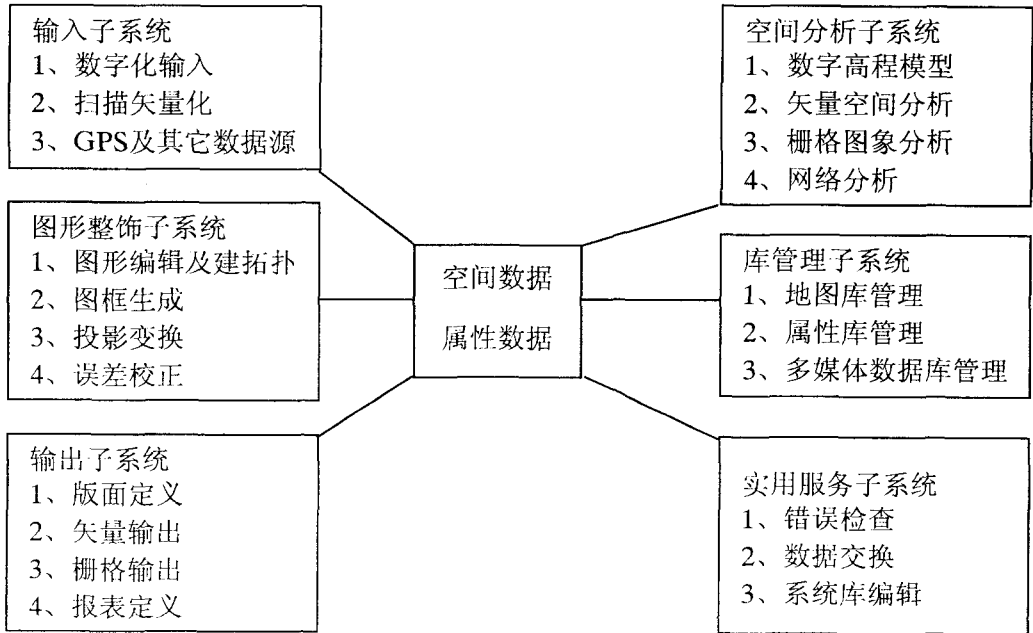 输入子系统
1、数字化输入
2、扫描矢量化
3、GPS及其它数据源
图形整饰子系统
1、图形编辑及建拓扑
2、图框生成
3、投影变换
4、误差校正
输出子系统
1、版面定义
2、矢量输出
3、栅格输出
4、报表定义
空间数据
属性数据
空间分析子系统
1、数字高程模型
2、矢量空间分析
3、栅格图象分析
4、网络分析
库管理子系统
1、地图库管理
2、属性库管理
3、多媒体数据库管理
实用服务子系统
1、错误检查
2、数据交换
3、系统库编辑